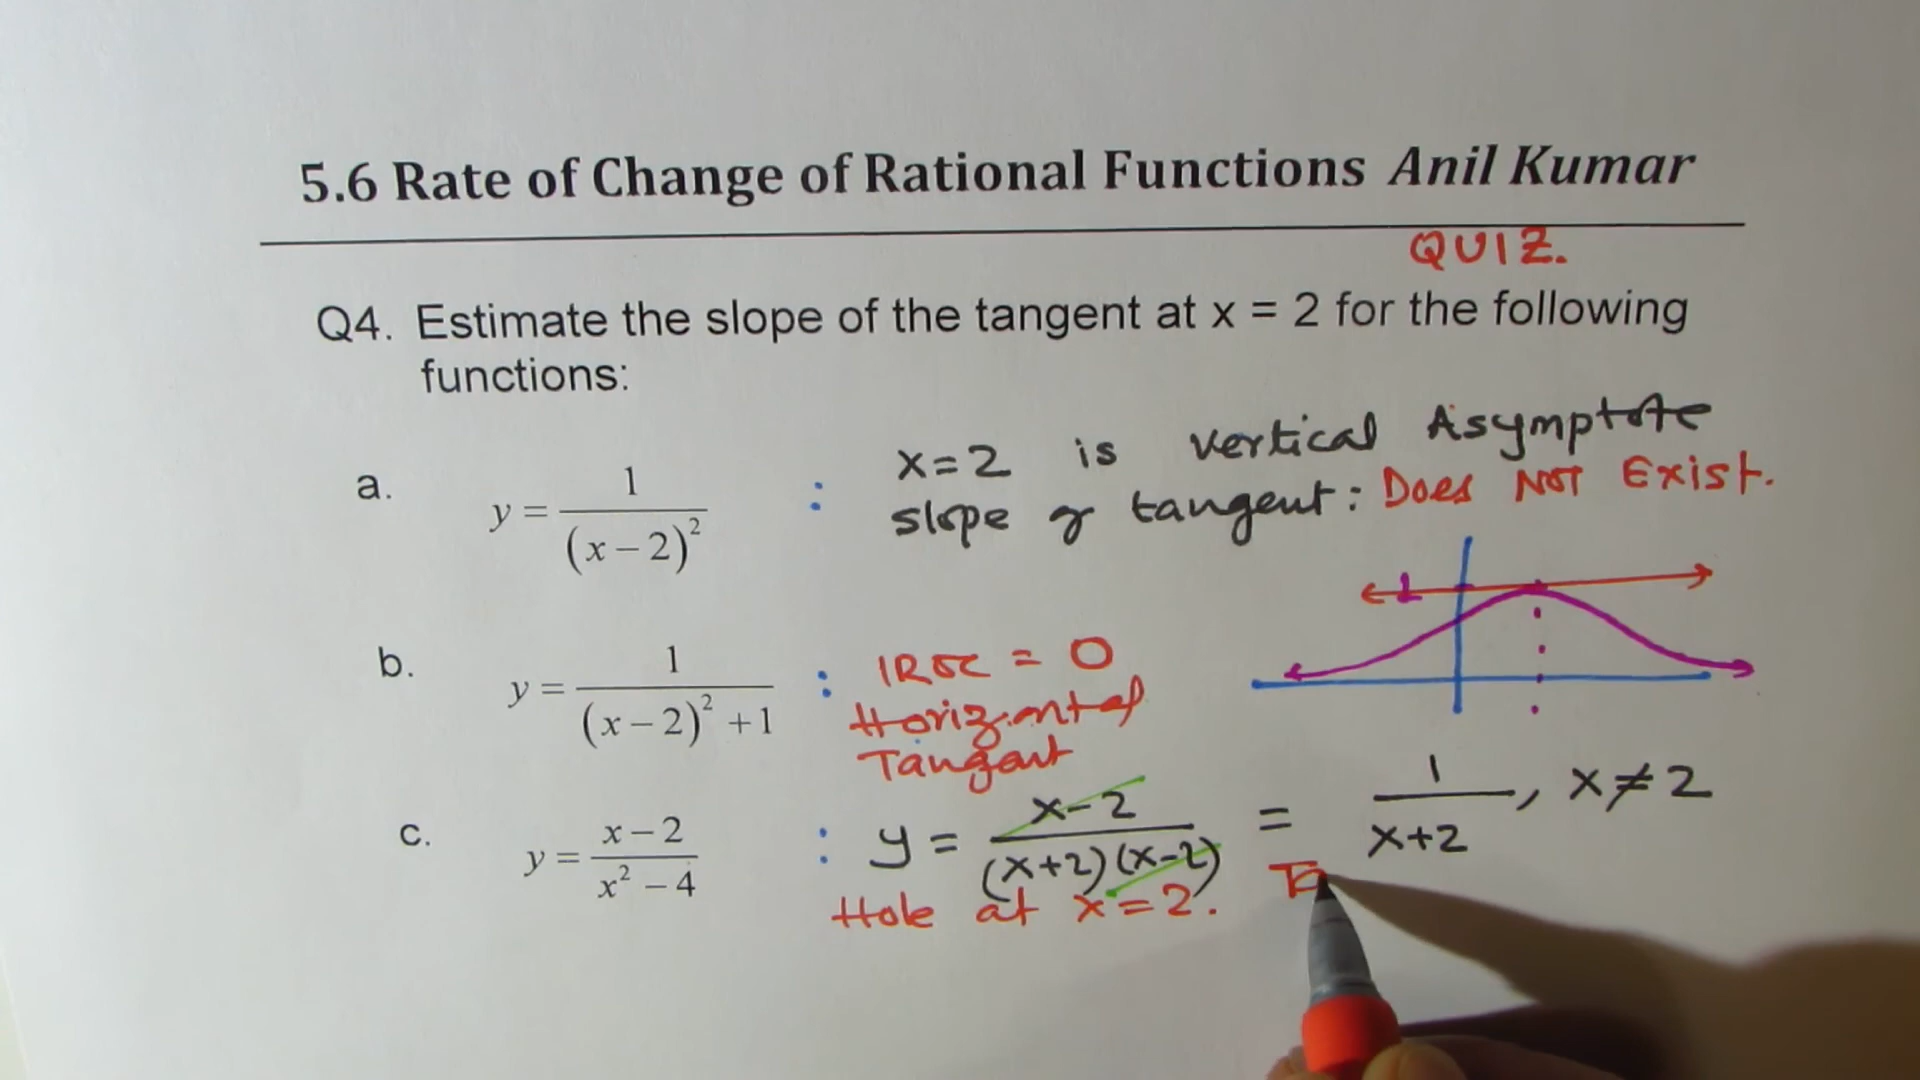 5.6 Rate of Change of Rational Functions Anil Kumar
QUIZ.
Q4. Estimate the slope of the tangent at x = 2 for the following
functions:
a. y = 1/(x − 2)² : x=2 is vertical Asymptote
slope of tangent: Does NOT Exist.
1
b. y = 1/((x − 2)² + 1) : IROC = 0
Horizontal
Tangent
c. y = (x − 2)/(x² − 4) : y = (x-2)/((x+2)(x-2)) = 1/(x+2), x≠2
Hole at x=2. Ta